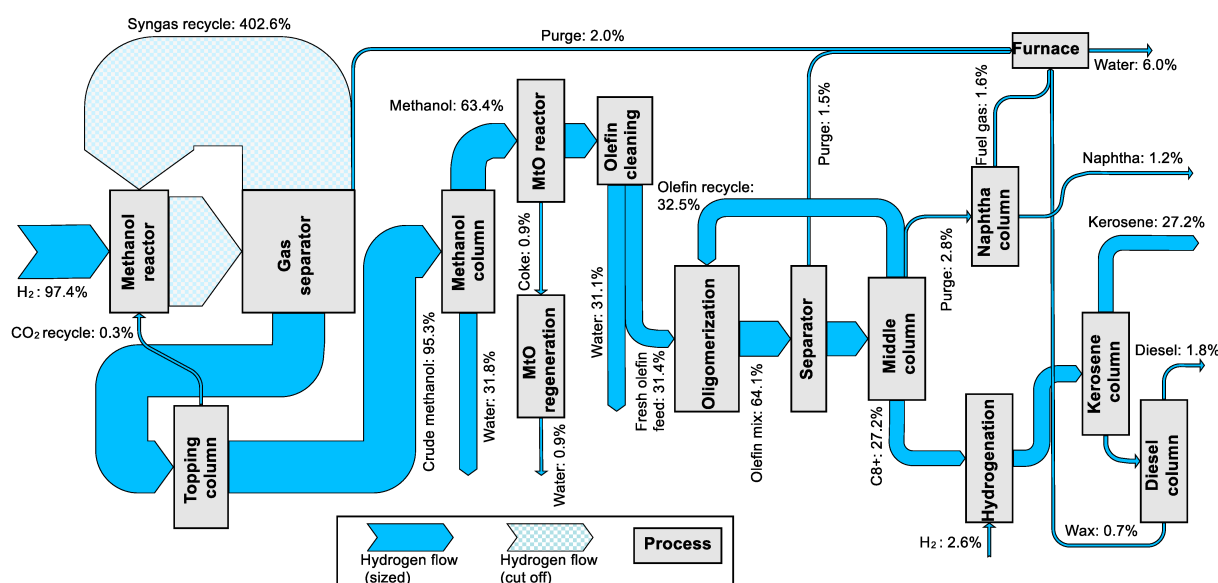 Syngas recycle: 402.6%
Purge: 2.0%
Furnace
Water: 6.0%
Methanol: 63.4%
MtO reactor
Olefin
cleaning
Purge: 1.5%
Fuel gas: 1.6%
Naphtha: 1.2%
Olefin recycle:
32.5%
Naphtha
column
Kerosene: 27.2%
Methanol
reactor
Gas
separator
Methanol
column
Coke: 0.9%
Water: 31.1%
Purge: 2.8%
H₂: 97.4%
CO₂ recycle: 0.3%
MtO
regeneration
Oligomerization
Separator
Middle
column
Kerosene
column
Diesel: 1.8%
Crude methanol: 95.3%
Water: 31.8%
Fresh olefin
feed: 31.4%
Olefin mix: 64.1%
C8+: 27.2%
Topping
column
Water: 0.9%
Hydrogenation
Diesel
column
H₂: 2.6%
Wax: 0.7%
Hydrogen flow
(sized)
Hydrogen flow
(cut off)
Process